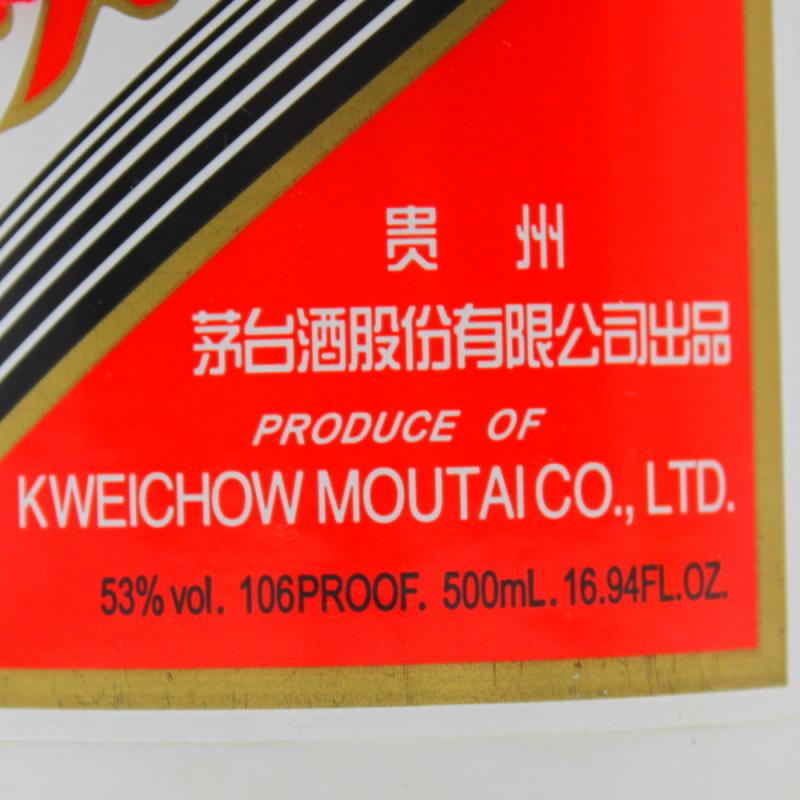 贵州
茅台酒股份有限公司出品
PRODUCE OF
KWEICHOW MOUTAI CO., LTD.
53% vol. 106PROOF. 500mL. 16.94FL.OZ.